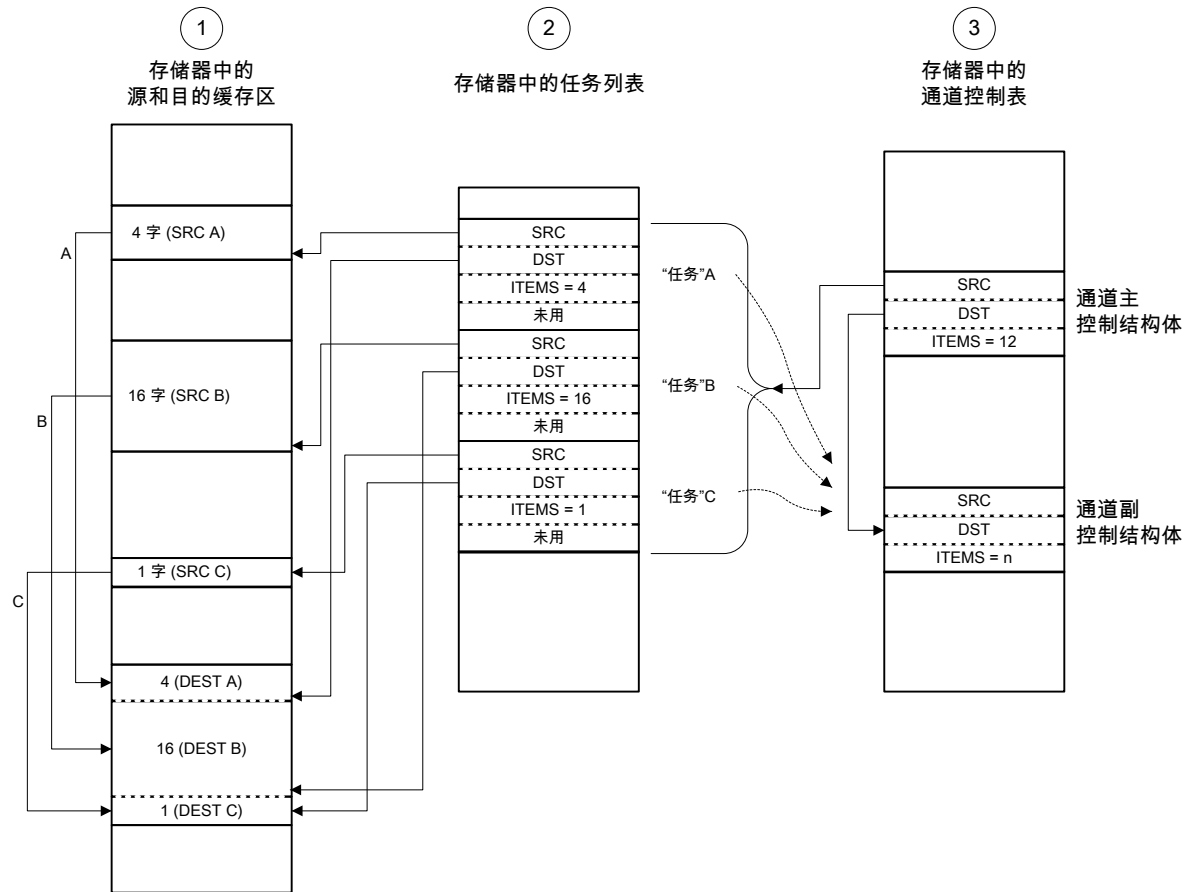 1
存储器中的
源和目的缓存区
2
存储器中的任务列表
3
存储器中的
通道控制表
4 字 (SRC A)
16 字 (SRC B)
1 字 (SRC C)
4 (DEST A)
16 (DEST B)
1 (DEST C)
A
B
C
SRC
DST
ITEMS = 4
未用
SRC
DST
ITEMS = 16
未用
SRC
DST
ITEMS = 1
未用
“任务”A
“任务”B
“任务”C
SRC
DST
ITEMS = 12
通道主
控制结构体
SRC
DST
ITEMS = n
通道副
控制结构体